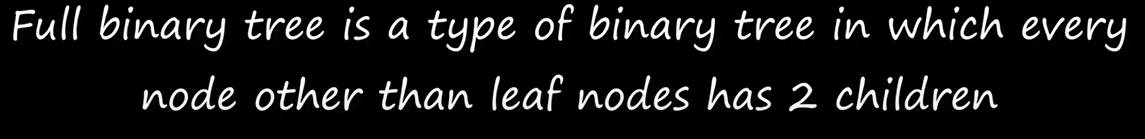 Full binary tree is a type of binary tree in which every
node other than leaf nodes has 2 children